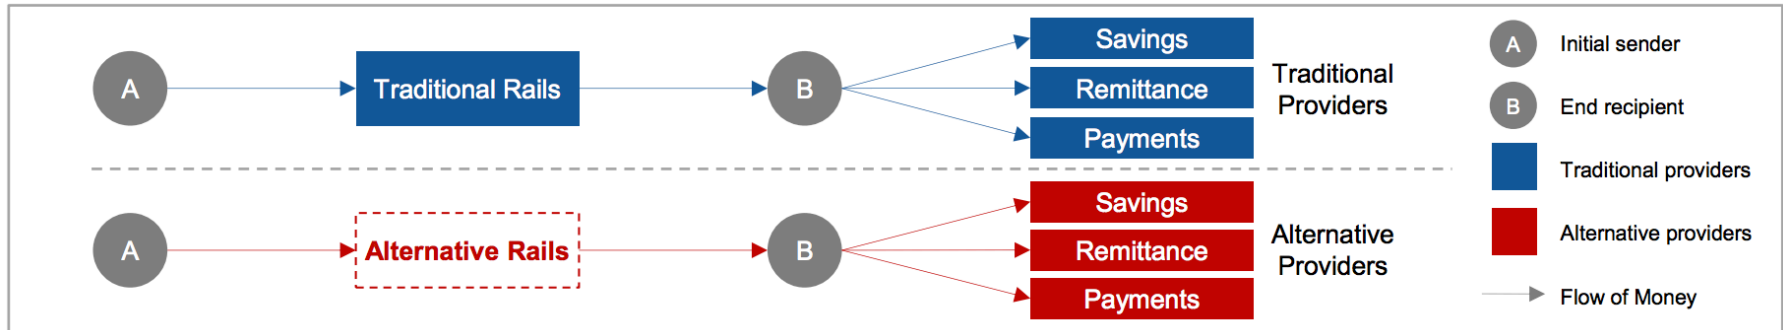 A
Traditional Rails
B
Savings
Remittance
Payments
Traditional
Providers
A
Alternative Rails
B
Savings
Remittance
Payments
Alternative
Providers
A
Initial sender
B
End recipient
Traditional providers
Alternative providers
Flow of Money